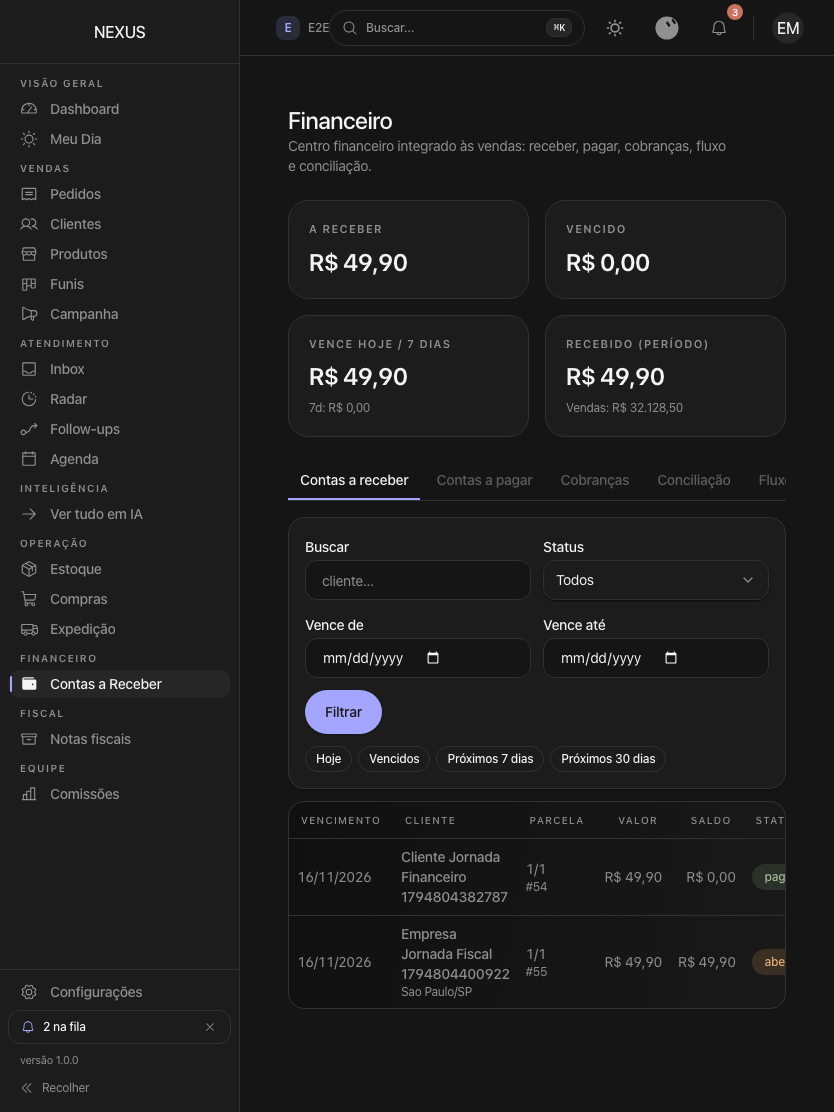 NEXUS
VISÃO GERAL
Dashboard
Meu Dia
VENDAS
Pedidos
Clientes
Produtos
Funis
Campanha
ATENDIMENTO
Inbox
Radar
Follow-ups
Agenda
INTELIGÊNCIA
Ver tudo em IA
OPERAÇÃO
Estoque
Compras
Expedição
FINANCEIRO
Contas a Receber
FISCAL
Notas fiscais
EQUIPE
Comissões
Configurações
2 na fila
versão 1.0.0
Recolher
E E2E Buscar... ⌘K 3 EM
Financeiro
Centro financeiro integrado às vendas: receber, pagar, cobranças, fluxo
e conciliação.
A RECEBER
R$ 49,90
VENCIDO
R$ 0,00
VENCE HOJE / 7 DIAS
R$ 49,90
7d: R$ 0,00
RECEBIDO (PERÍODO)
R$ 49,90
Vendas: R$ 32.128,50
Contas a receber Contas a pagar Cobranças Conciliação Flux
Buscar
cliente...
Status
Todos
Vence de
mm/dd/yyyy
Vence até
mm/dd/yyyy
Filtrar
Hoje Vencidos Próximos 7 dias Próximos 30 dias
VENCIMENTO CLIENTE PARCELA VALOR SALDO STAT
16/11/2026
Cliente Jornada
Financeiro
1794804382787
1/1
#54
R$ 49,90
R$ 0,00
pag
16/11/2026
Empresa
Jornada Fiscal
1794804400922
Sao Paulo/SP
1/1
#55
R$ 49,90
R$ 49,90
abe